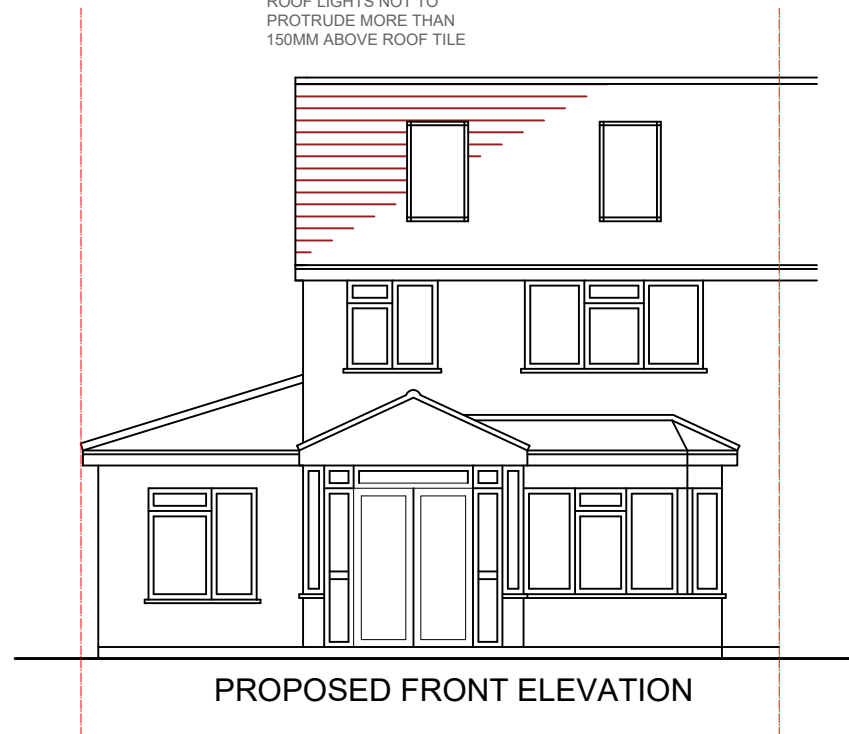 ROOF LIGHTS NOT TO
PROTRUDE MORE THAN
150MM ABOVE ROOF TILE
PROPOSED FRONT ELEVATION